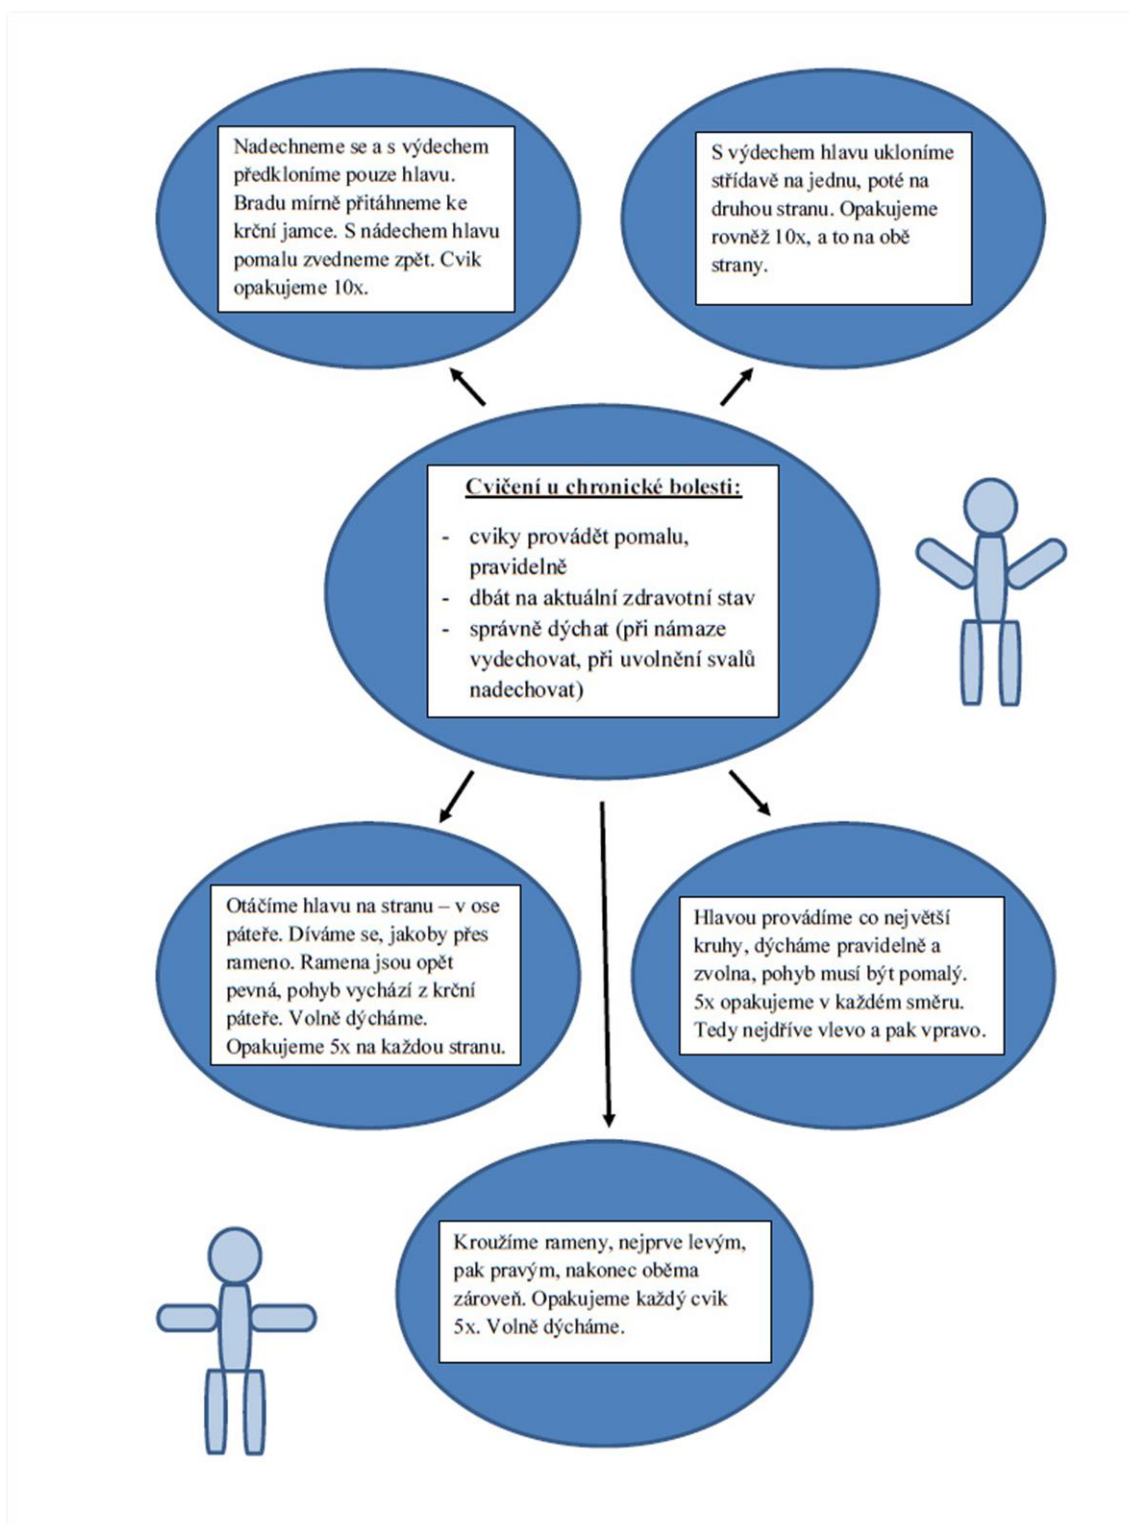 Nadechneme se a s výdechem
předkloníme pouze hlavu.
Bradu mírně přitáhneme ke
krční jamce. S nádechem hlavu
pomalu zvedneme zpět. Cvik
opakujeme 10x.
S výdechem hlavu ukloníme
střídavě na jednu, poté na
druhou stranu. Opakujeme
rovněž 10x, a to na obě
strany.
Cvičení u chronické bolesti:
- cviky provádět pomalu,
pravidelně
- dbát na aktuální zdravotní stav
- správně dýchat (při námaze
vydechovat, při uvolnění svalů
nadechovat)
Otáčíme hlavu na stranu – v ose
páteře. Díváme se, jakoby přes
rameno. Ramena jsou opět
pevná, pohyb vychází z krční
páteře. Volně dýcháme.
Opakujeme 5x na každou stranu.
Hlavou provádíme co největší
kruhy, dýcháme pravidelně a
zvolna, pohyb musí být pomalý.
5x opakujeme v každém směru.
Tedy nejdříve vlevo a pak vpravo.
Kroužíme rameny, nejprve levým,
pak pravým, nakonec oběma
zároveň. Opakujeme každý cvik
5x. Volně dýcháme.